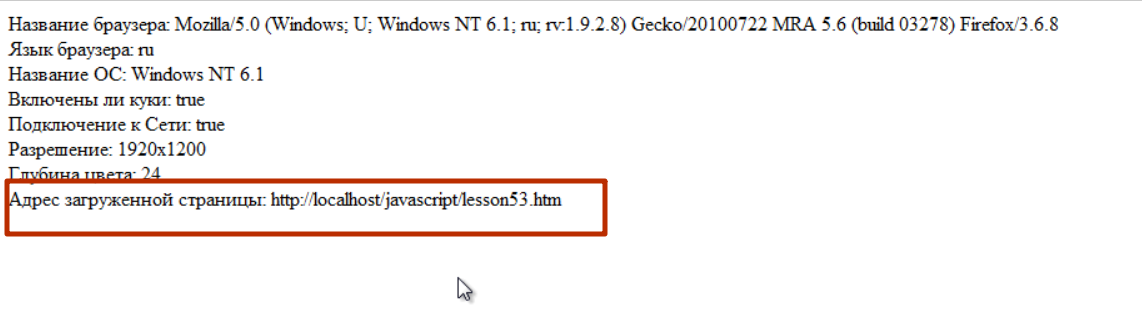 Название браузера: Mozilla/5.0 (Windows; U; Windows NT 6.1; ru; rv:1.9.2.8) Gecko/20100722 MRA 5.6 (build 03278) Firefox/3.6.8
Язык браузера: ru
Название ОС: Windows NT 6.1
Включены ли куки: true
Подключение к Сети: true
Разрешение: 1920x1200
Глубина цвета: 24
Адрес загруженной страницы: http://localhost/javascript/lesson53.htm